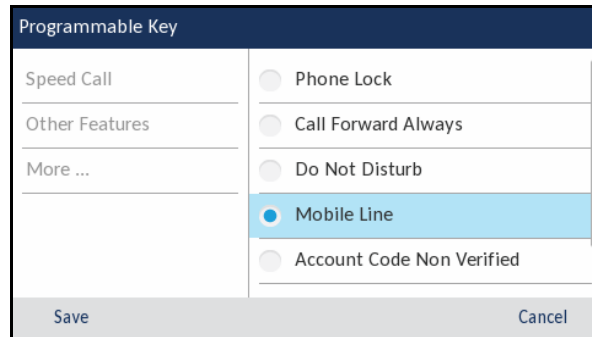 Programmable Key
Speed Call
Other Features
More ...
Phone Lock
Call Forward Always
Do Not Disturb
Mobile Line
Account Code Non Verified
Save
Cancel